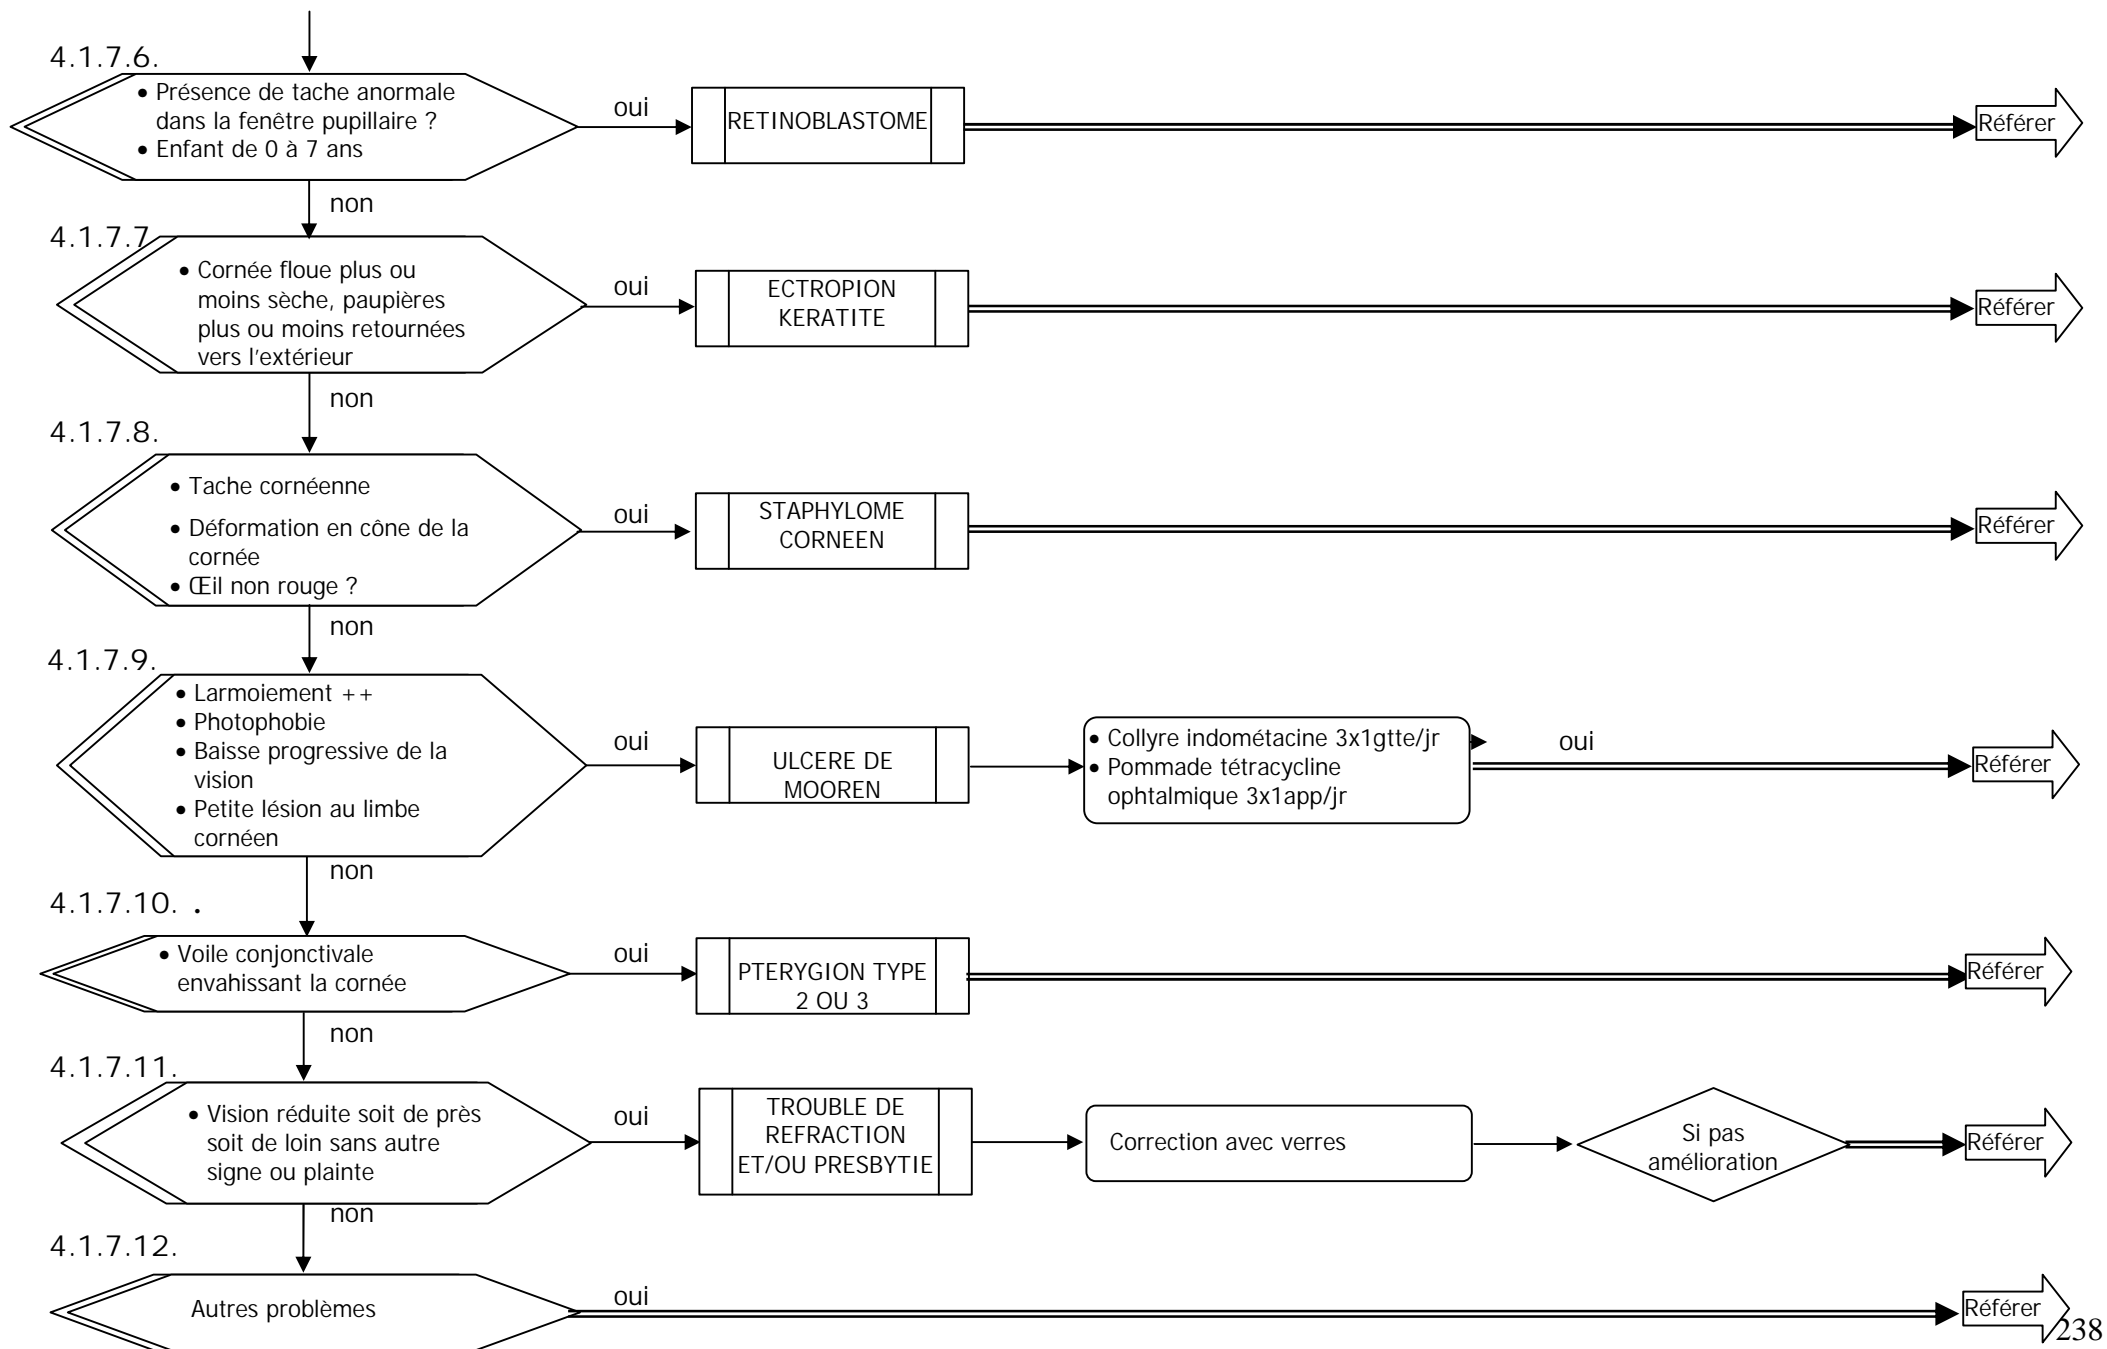 4.1.7.6.
• Présence de tache anormale
dans la fenêtre pupillaire ?
• Enfant de 0 à 7 ans
oui
RETINOBLASTOME
Référer
non
4.1.7.7
• Cornée floue plus ou
moins sèche, paupières
plus ou moins retournées
vers l'extérieur
oui
ECTROPION
KERATITE
Référer
non
4.1.7.8.
• Tache cornéenne
• Déformation en cône de la
cornée
• Œil non rouge ?
oui
STAPHYLOME
CORNEEN
Référer
non
4.1.7.9.
• Larmoiement ++
• Photophobie
• Baisse progressive de la
vision
• Petite lésion au limbe
cornéen
oui
ULCERE DE
MOOREN
• Collyre indométacine 3x1gtte/jr
• Pommade tétracycline
ophtalmique 3x1app/jr
oui
Référer
non
4.1.7.10. .
• Voile conjonctivale
envahissant la cornée
oui
PTERYGION TYPE
2 OU 3
Référer
non
4.1.7.11.
• Vision réduite soit de près
soit de loin sans autre
signe ou plainte
oui
TROUBLE DE
REFRACTION
ET/OU PRESBYTIE
Correction avec verres
Si pas
amélioration
Référer
non
4.1.7.12.
Autres problèmes
oui
Référer
238